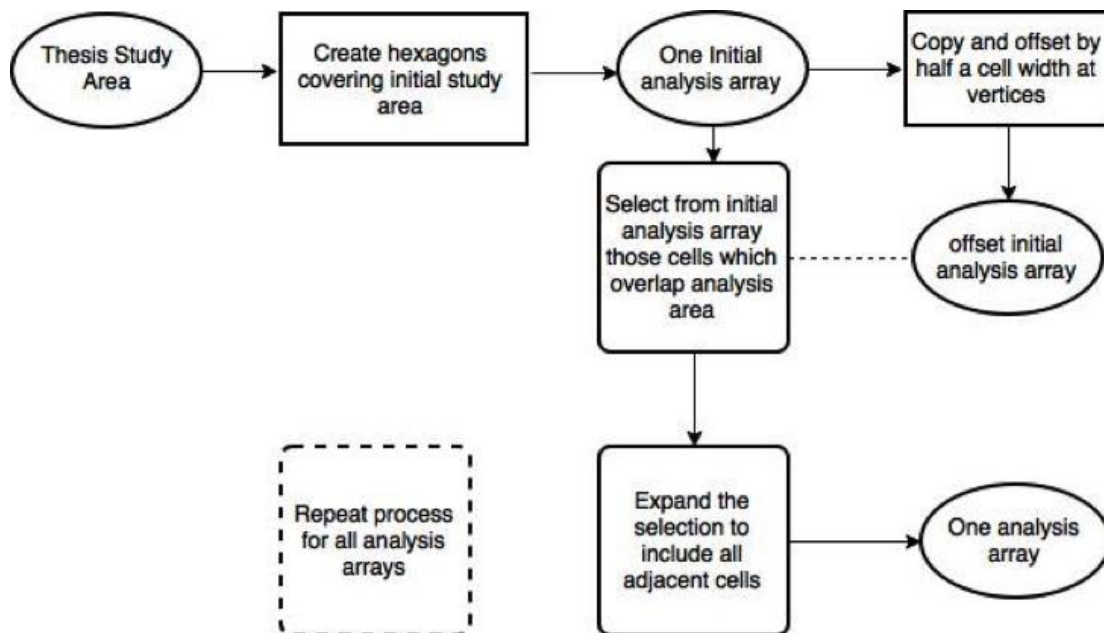 Thesis Study
Area
Create hexagons
covering initial study
area
One Initial
analysis array
Copy and offset by
half a cell width at
vertices
Select from initial
analysis array
those cells which
overlap analysis
area
offset initial
analysis array
Repeat process
for all analysis
arrays
Expand the
selection to
include all
adjacent cells
One analysis
array